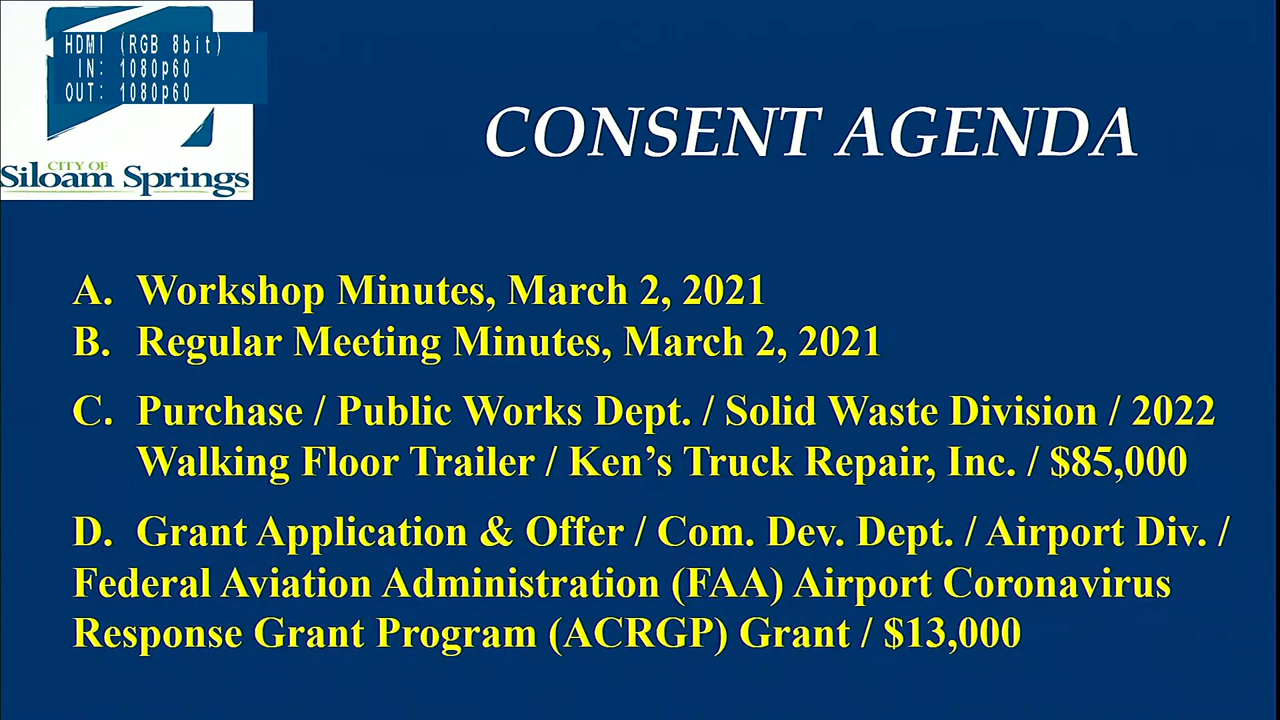 HDMI (RGB 8bit)
IN: 1080p60
OUT: 1080p60
CITY OF
Siloam Springs
CONSENT AGENDA
A. Workshop Minutes, March 2, 2021
B. Regular Meeting Minutes, March 2, 2021
C. Purchase / Public Works Dept. / Solid Waste Division / 2022
Walking Floor Trailer / Ken’s Truck Repair, Inc. / $85,000
D. Grant Application & Offer / Com. Dev. Dept. / Airport Div. /
Federal Aviation Administration (FAA) Airport Coronavirus
Response Grant Program (ACRGP) Grant / $13,000